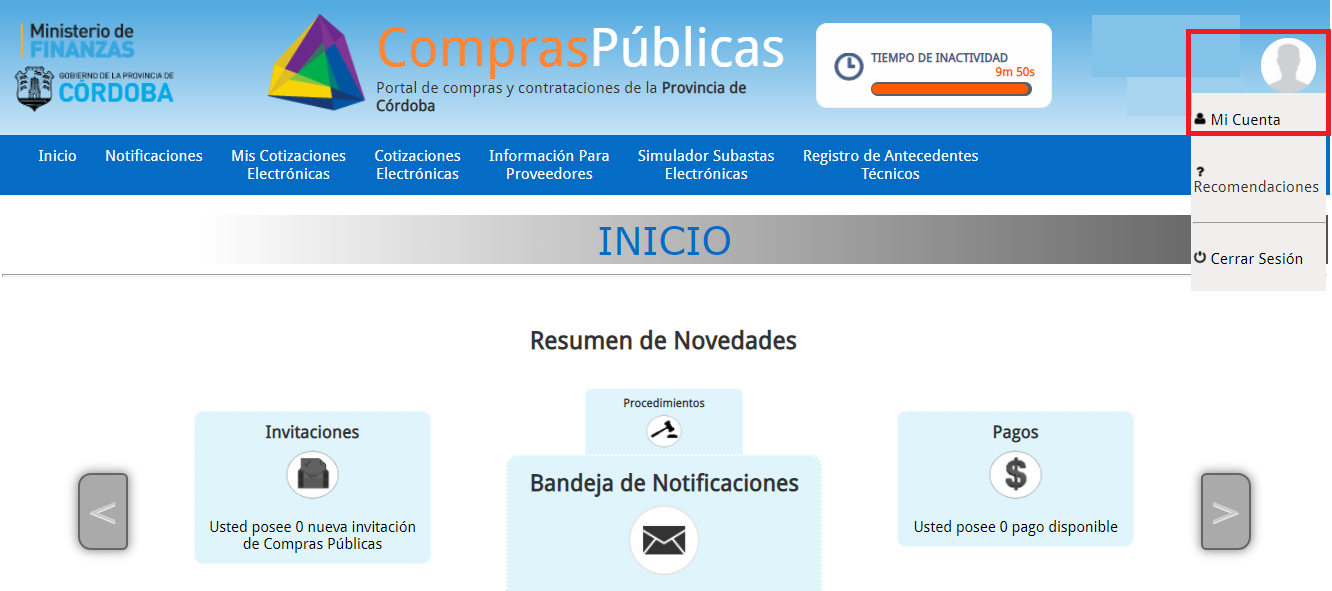 Ministerio de
FINANZAS
GOBIERNO DE LA PROVINCIA DE
CÓRDOBA
ComprasPúblicas
Portal de compras y contrataciones de la Provincia de
Córdoba
TIEMPO DE INACTIVIDAD
9m 50s
Mi Cuenta
?
Recomendaciones
Cerrar Sesión
Inicio
Notificaciones
Mis Cotizaciones
Electrónicas
Cotizaciones
Electrónicas
Información Para
Proveedores
Simulador Subastas
Electrónicas
Registro de Antecedentes
Técnicos
INICIO
Resumen de Novedades
Invitaciones
Usted posee 0 nueva invitación
de Compras Públicas
Procedimientos
Bandeja de Notificaciones
Pagos
$
Usted posee 0 pago disponible
<
>